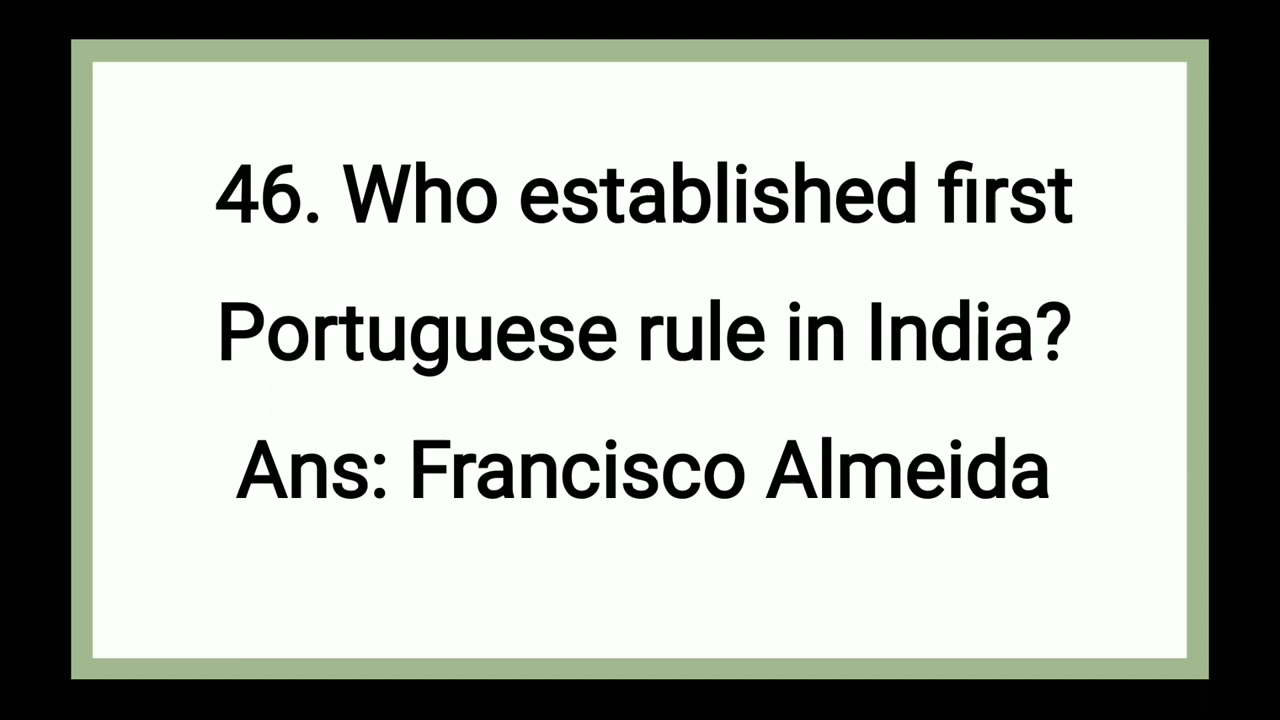 46. Who established first
Portuguese rule in India?
Ans: Francisco Almeida